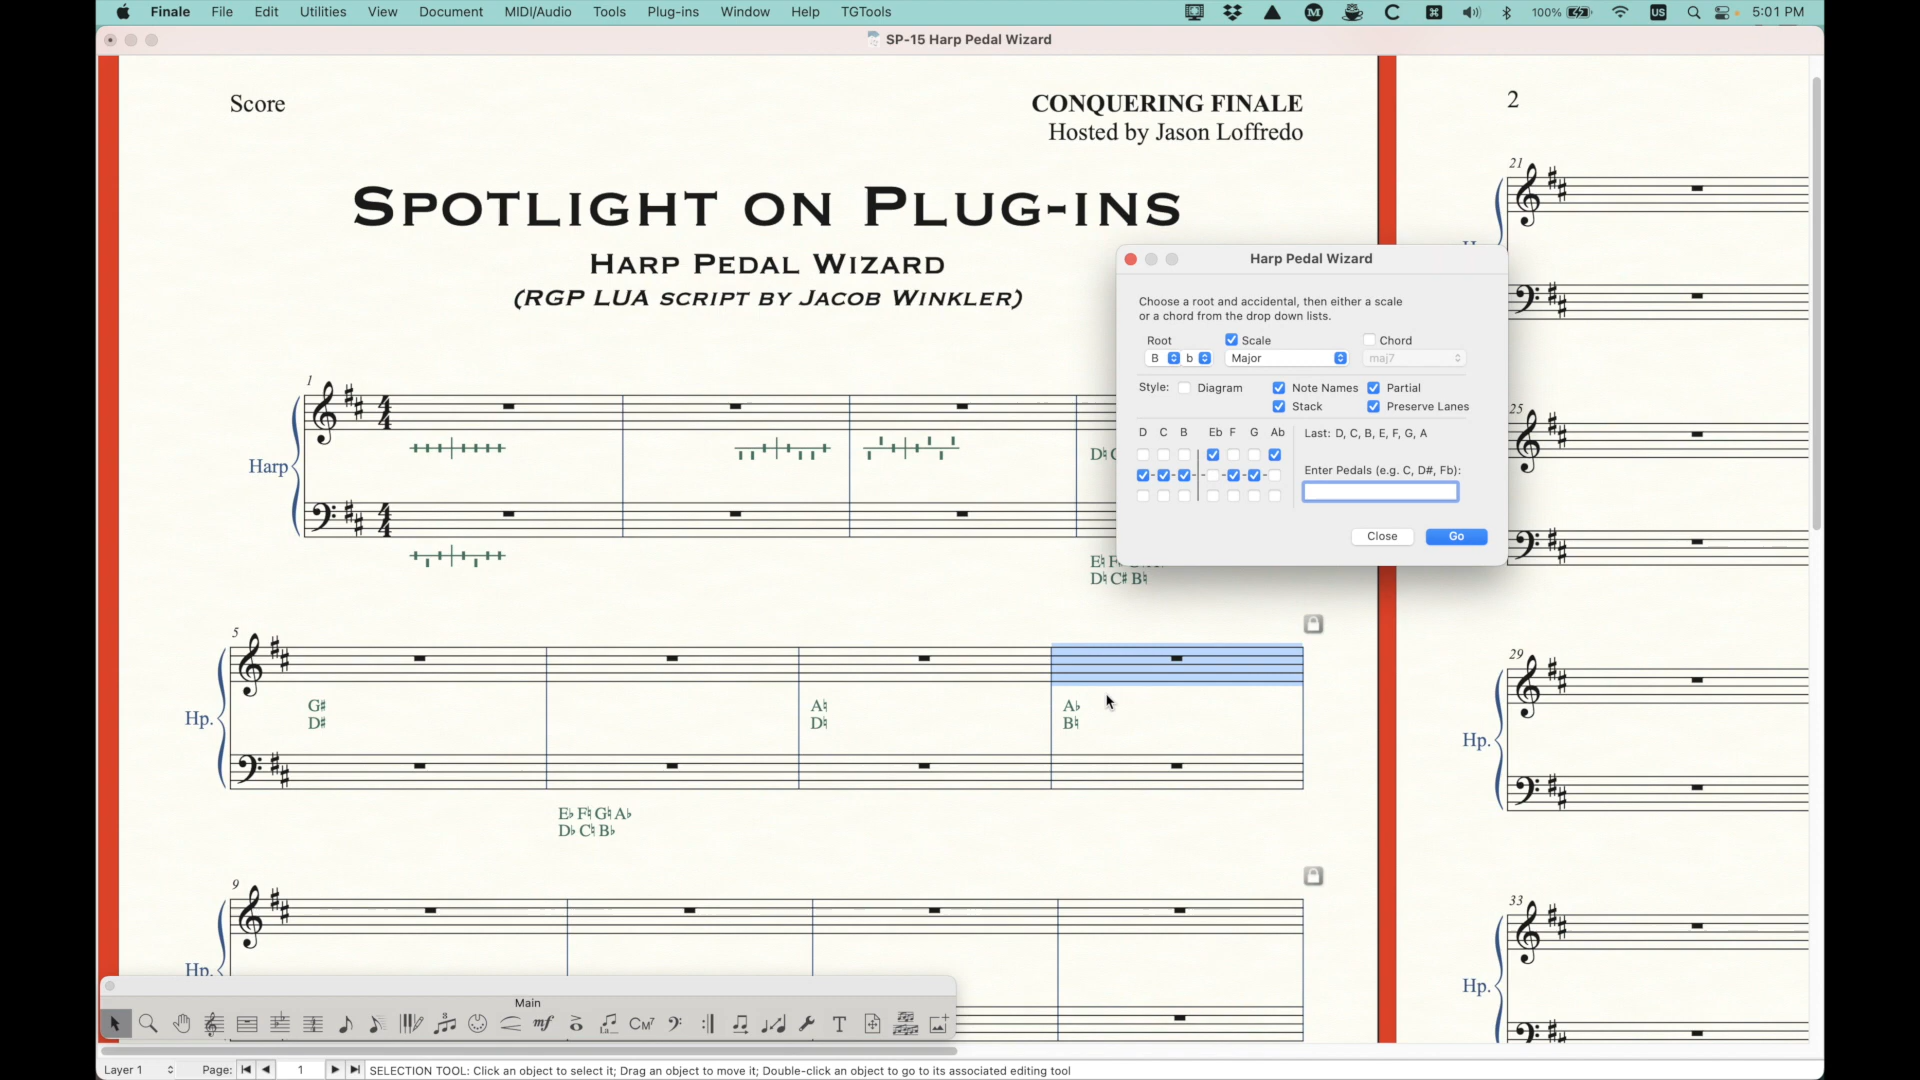 Finale File Edit Utilities View Document MIDI/Audio Tools Plug-ins Window Help TGTools
100% US 5:01 PM
SP-15 Harp Pedal Wizard
Score
CONQUERING FINALE
Hosted by Jason Loffredo
2
SPOTLIGHT ON PLUG-INS
HARP PEDAL WIZARD
(RGP LUA SCRIPT BY JACOB WINKLER)
Harp Pedal Wizard
Choose a root and accidental, then either a scale
or a chord from the drop down lists.
Root Scale Chord
B b Major maj7
Style: Diagram Note Names Partial
Stack Preserve Lanes
D C B Eb F G Ab
Last: D, C, B, E, F, G, A
Enter Pedals (e.g. C, D#, Fb):
Close Go
1
Harp
D♮
E♮ F
D♮ C♯ B♮
5
Hp.
G♯
D♯
A♮
D♮
A♭
B♮
E♭ F♮ G♮ A♭
D♭ C♮ B♭
9
Hp.
21
25
29
Hp.
33
Hp.
Main
CM7
mf
T
Layer 1 Page: 1 SELECTION TOOL: Click an object to select it; Drag an object to move it; Double-click an object to go to its associated editing tool